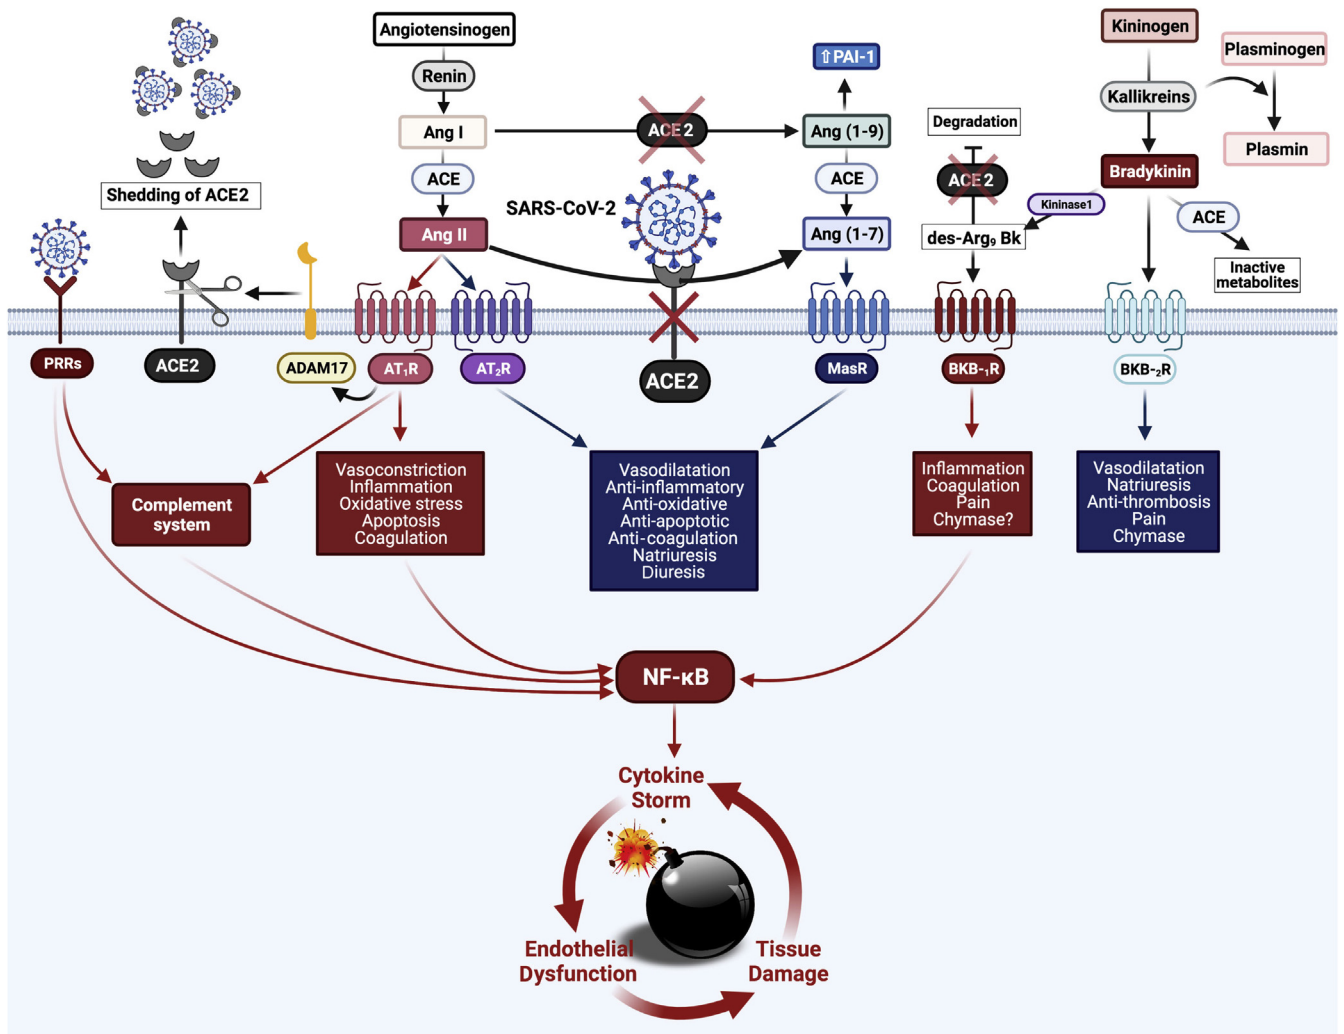 Angiotensinogen
Renin
Ang I
ACE
Ang II
ACE 2
⇧PAI-1
Ang (1-9)
ACE
Ang (1-7)
SARS-CoV-2
Degradation
ACE 2
des-Arg₉ Bk
Kininogen
Kallikreins
Bradykinin
Kininase1
ACE
Inactive
metabolites
Plasminogen
Plasmin
Shedding of ACE2
PRRs
ACE2
ADAM17
AT₁R
AT₂R
ACE2
MasR
BKB-₁R
BKB-₂R
Complement
system
Vasoconstriction
Inflammation
Oxidative stress
Apoptosis
Coagulation
Vasodilatation
Anti-inflammatory
Anti-oxidative
Anti-apoptotic
Anti-coagulation
Natriuresis
Diuresis
Inflammation
Coagulation
Pain
Chymase?
Vasodilatation
Natriuresis
Anti-thrombosis
Pain
Chymase
NF-κB
Cytokine
Storm
Endothelial
Dysfunction
Tissue
Damage